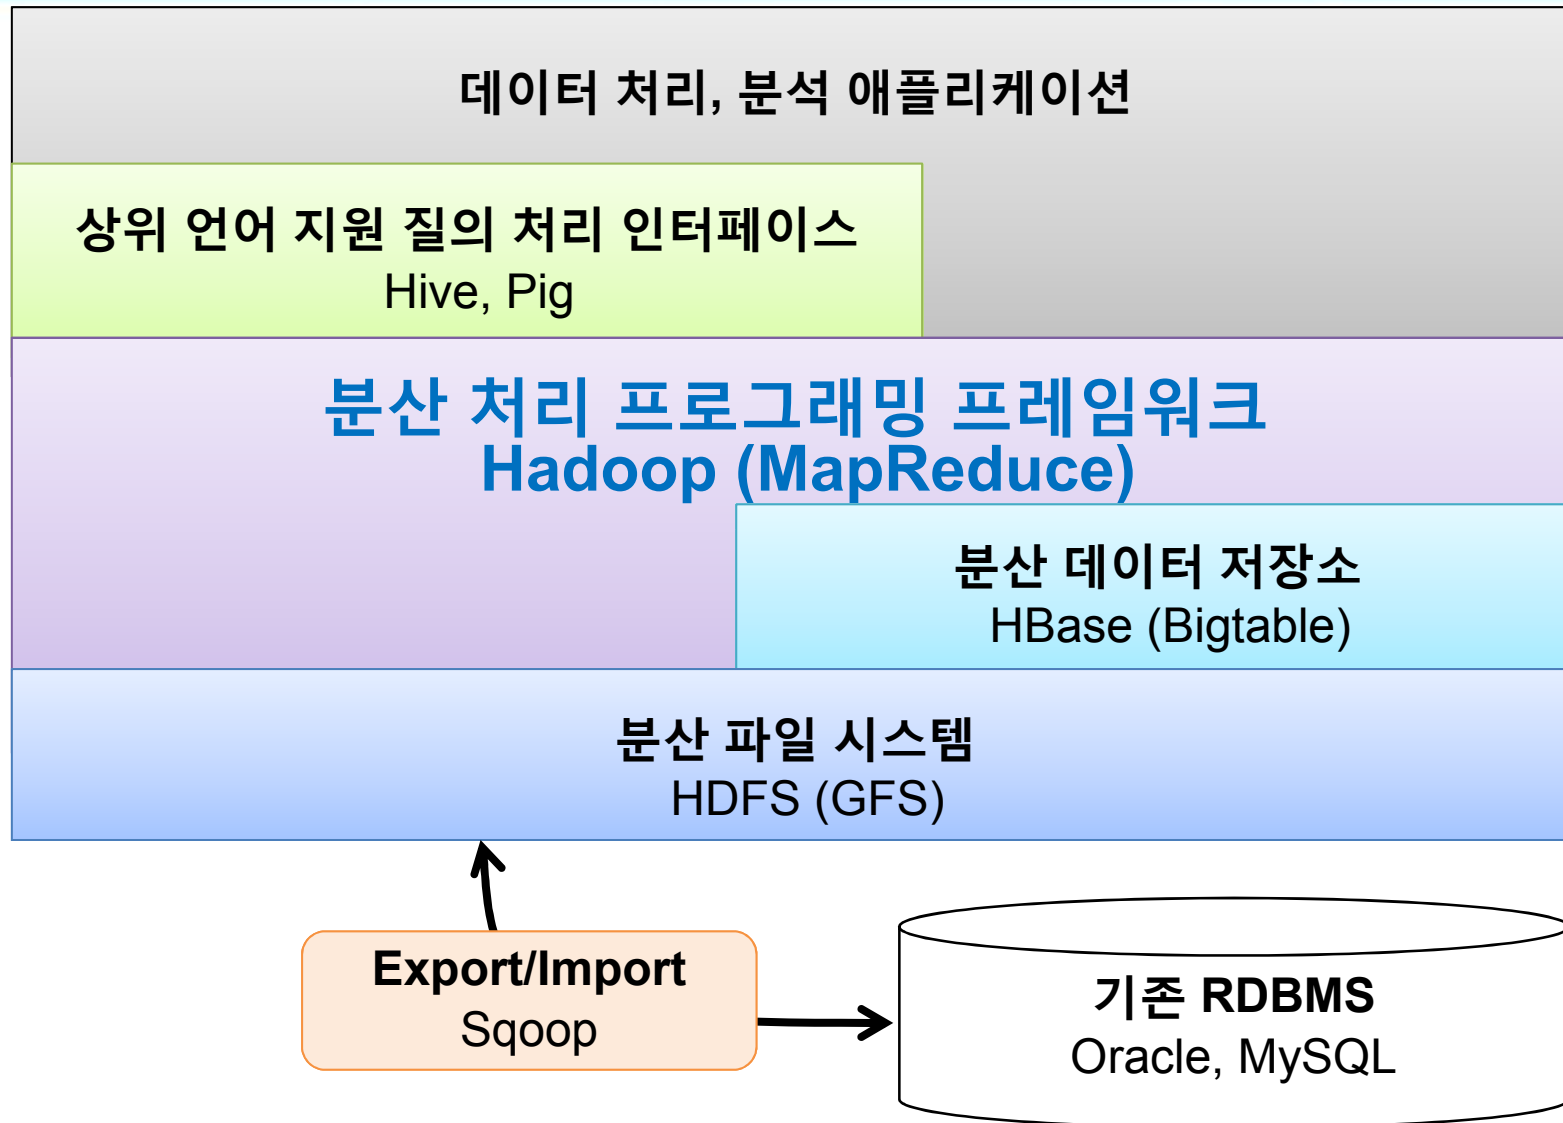 데이터 처리, 분석 애플리케이션
상위 언어 지원 질의 처리 인터페이스
Hive, Pig
분산 처리 프로그래밍 프레임워크
Hadoop (MapReduce)
분산 데이터 저장소
HBase (Bigtable)
분산 파일 시스템
HDFS (GFS)
Export/Import
Sqoop
기존 RDBMS
Oracle, MySQL